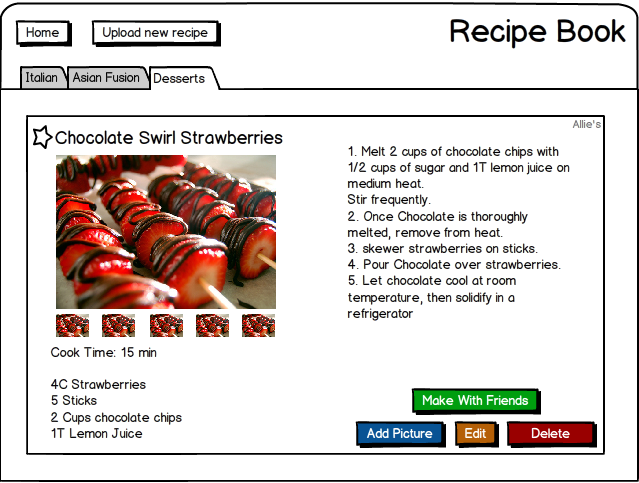 Home
Upload new recipe
Recipe Book
Italian
Asian Fusion
Desserts
Allie's
Chocolate Swirl Strawberries
Cook Time: 15 min
4C Strawberries
5 Sticks
2 Cups chocolate chips
1T Lemon Juice
1. Melt 2 cups of chocolate chips with
1/2 cups of sugar and 1T lemon juice on
medium heat.
Stir frequently.
2. Once Chocolate is thoroughly
melted, remove from heat.
3. skewer strawberries on sticks.
4. Pour Chocolate over strawberries.
5. Let chocolate cool at room
temperature, then solidify in a
refrigerator
Make With Friends
Add Picture
Edit
Delete